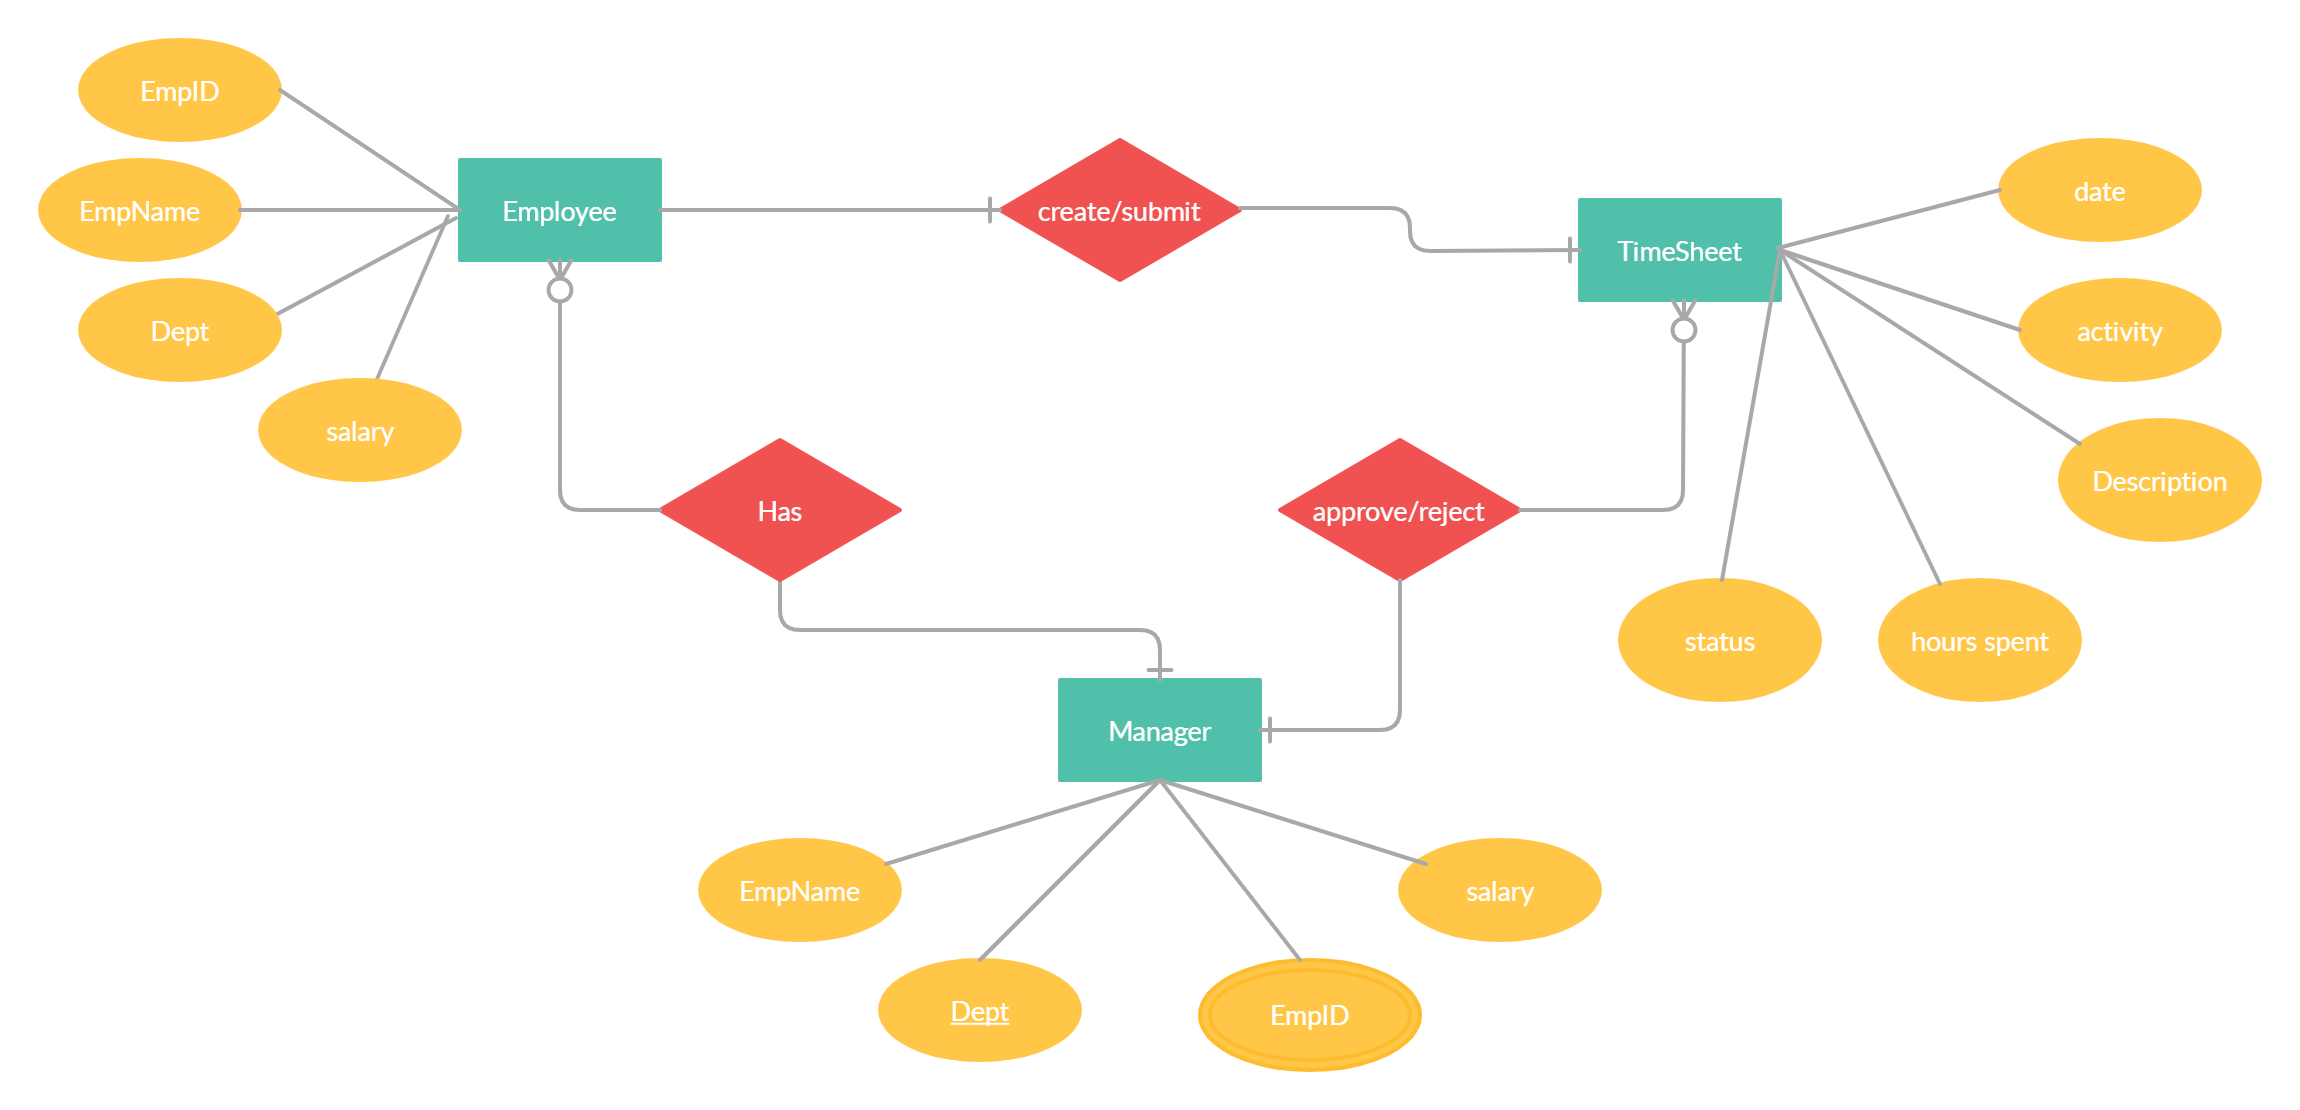 EmpID
EmpName
Employee
create/submit
date
TimeSheet
Dept
activity
salary
Description
Has
approve/reject
status
hours spent
Manager
EmpName
salary
Dept
EmpID